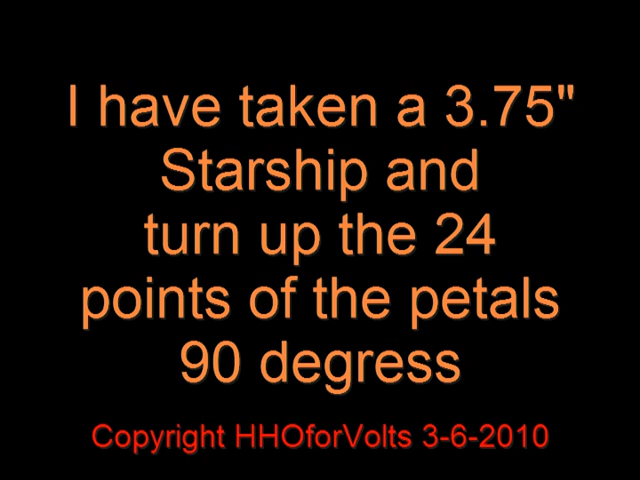 I have taken a 3.75"
Starship and
turn up the 24
points of the petals
90 degress
Copyright HHOforVolts 3-6-2010